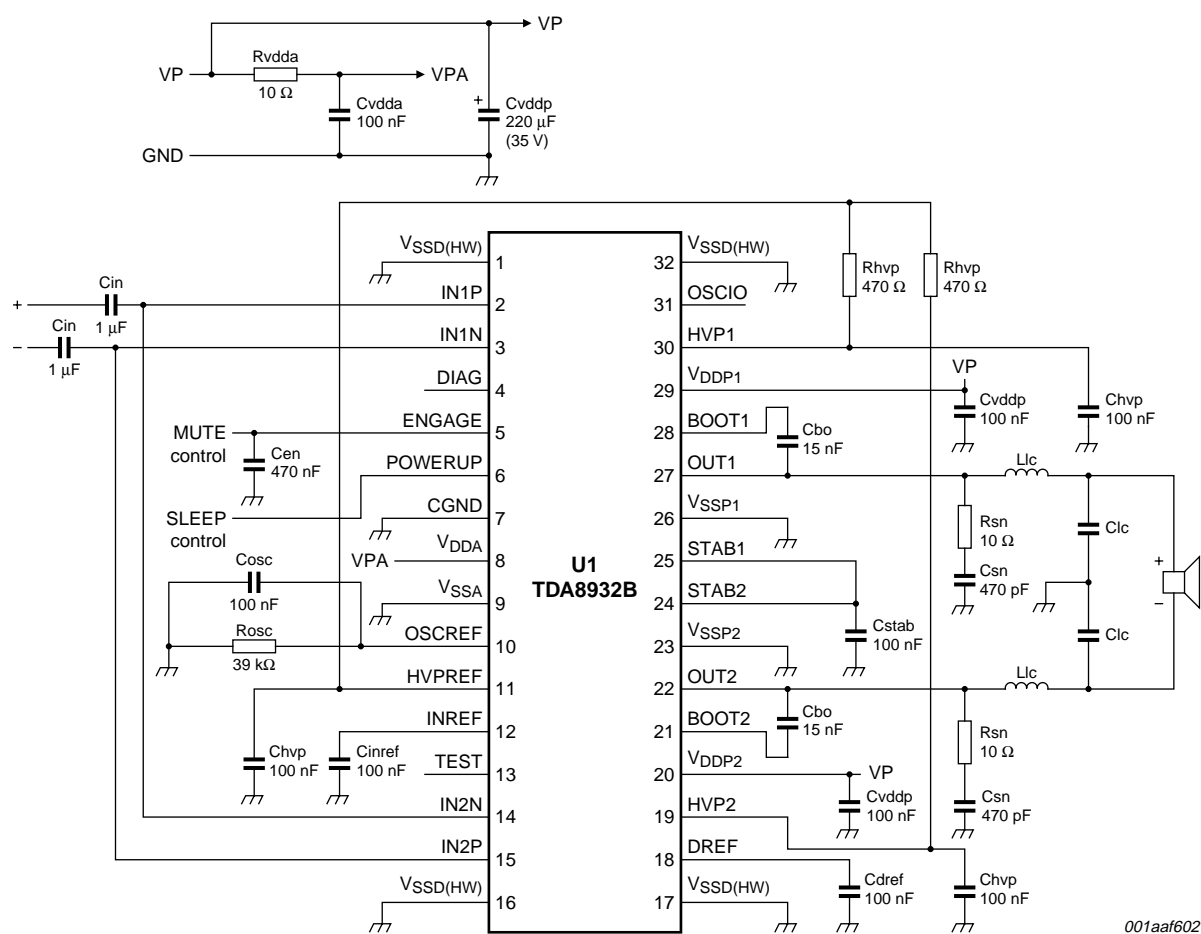 VP
Rvdda
VP
10 Ω
VPA
Cvdda
100 nF
+
Cvddp
220 μF
(35 V)
GND
VSSD(HW)
1
VSSD(HW)
32
Rhvp
470 Ω
Rhvp
470 Ω
+
Cin
1 μF
IN1P
2
OSCIO
31
−
Cin
1 μF
IN1N
3
HVP1
30
DIAG
4
VDDP1
29
VP
Cvddp
100 nF
Chvp
100 nF
MUTE
control
ENGAGE
5
BOOT1
28
Cbo
15 nF
Cen
470 nF
POWERUP
6
OUT1
27
Llc
SLEEP
control
CGND
7
VSSP1
26
Rsn
10 Ω
Clc
VPA
VDDA
8
U1
TDA8932B
STAB1
25
Csn
470 pF
+
−
Cosc
100 nF
VSSA
9
STAB2
24
Cstab
100 nF
Rosc
39 kΩ
OSCREF
10
VSSP2
23
Clc
HVPREF
11
OUT2
22
Llc
Chvp
100 nF
Cinref
100 nF
INREF
12
BOOT2
21
Cbo
15 nF
Rsn
10 Ω
TEST
13
VDDP2
20
VP
Cvddp
100 nF
Csn
470 pF
IN2N
14
HVP2
19
IN2P
15
DREF
18
Cdref
100 nF
Chvp
100 nF
VSSD(HW)
16
VSSD(HW)
17
001aaf602